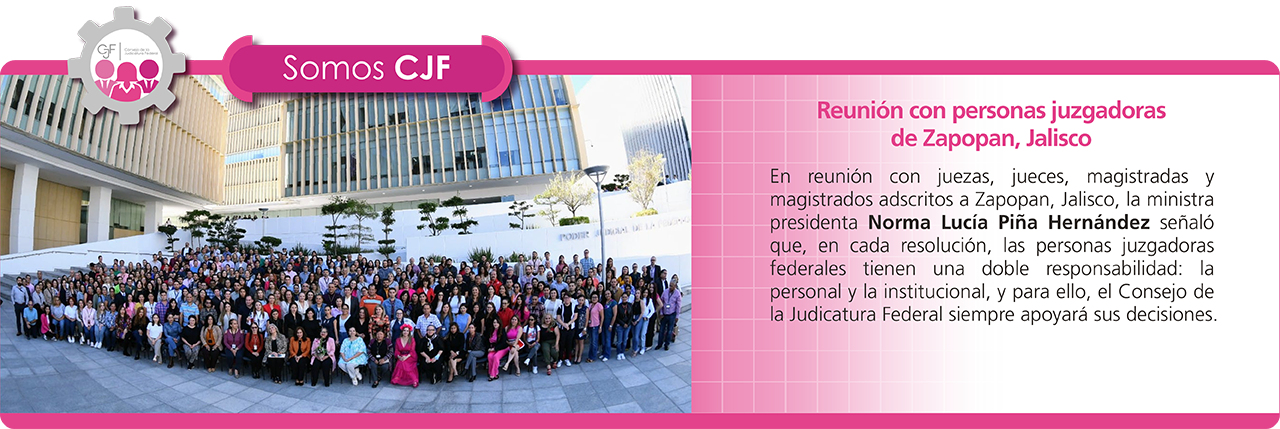 CJF
Consejo de la
Judicatura Federal
Somos CJF
Reunión con personas juzgadoras
de Zapopan, Jalisco
En reunión con juezas, jueces, magistradas y
magistrados adscritos a Zapopan, Jalisco, la ministra
presidenta Norma Lucía Piña Hernández señaló
que, en cada resolución, las personas juzgadoras
federales tienen una doble responsabilidad: la
personal y la institucional, y para ello, el Consejo de
la Judicatura Federal siempre apoyará sus decisiones.
PODER JUDICIAL DE LA